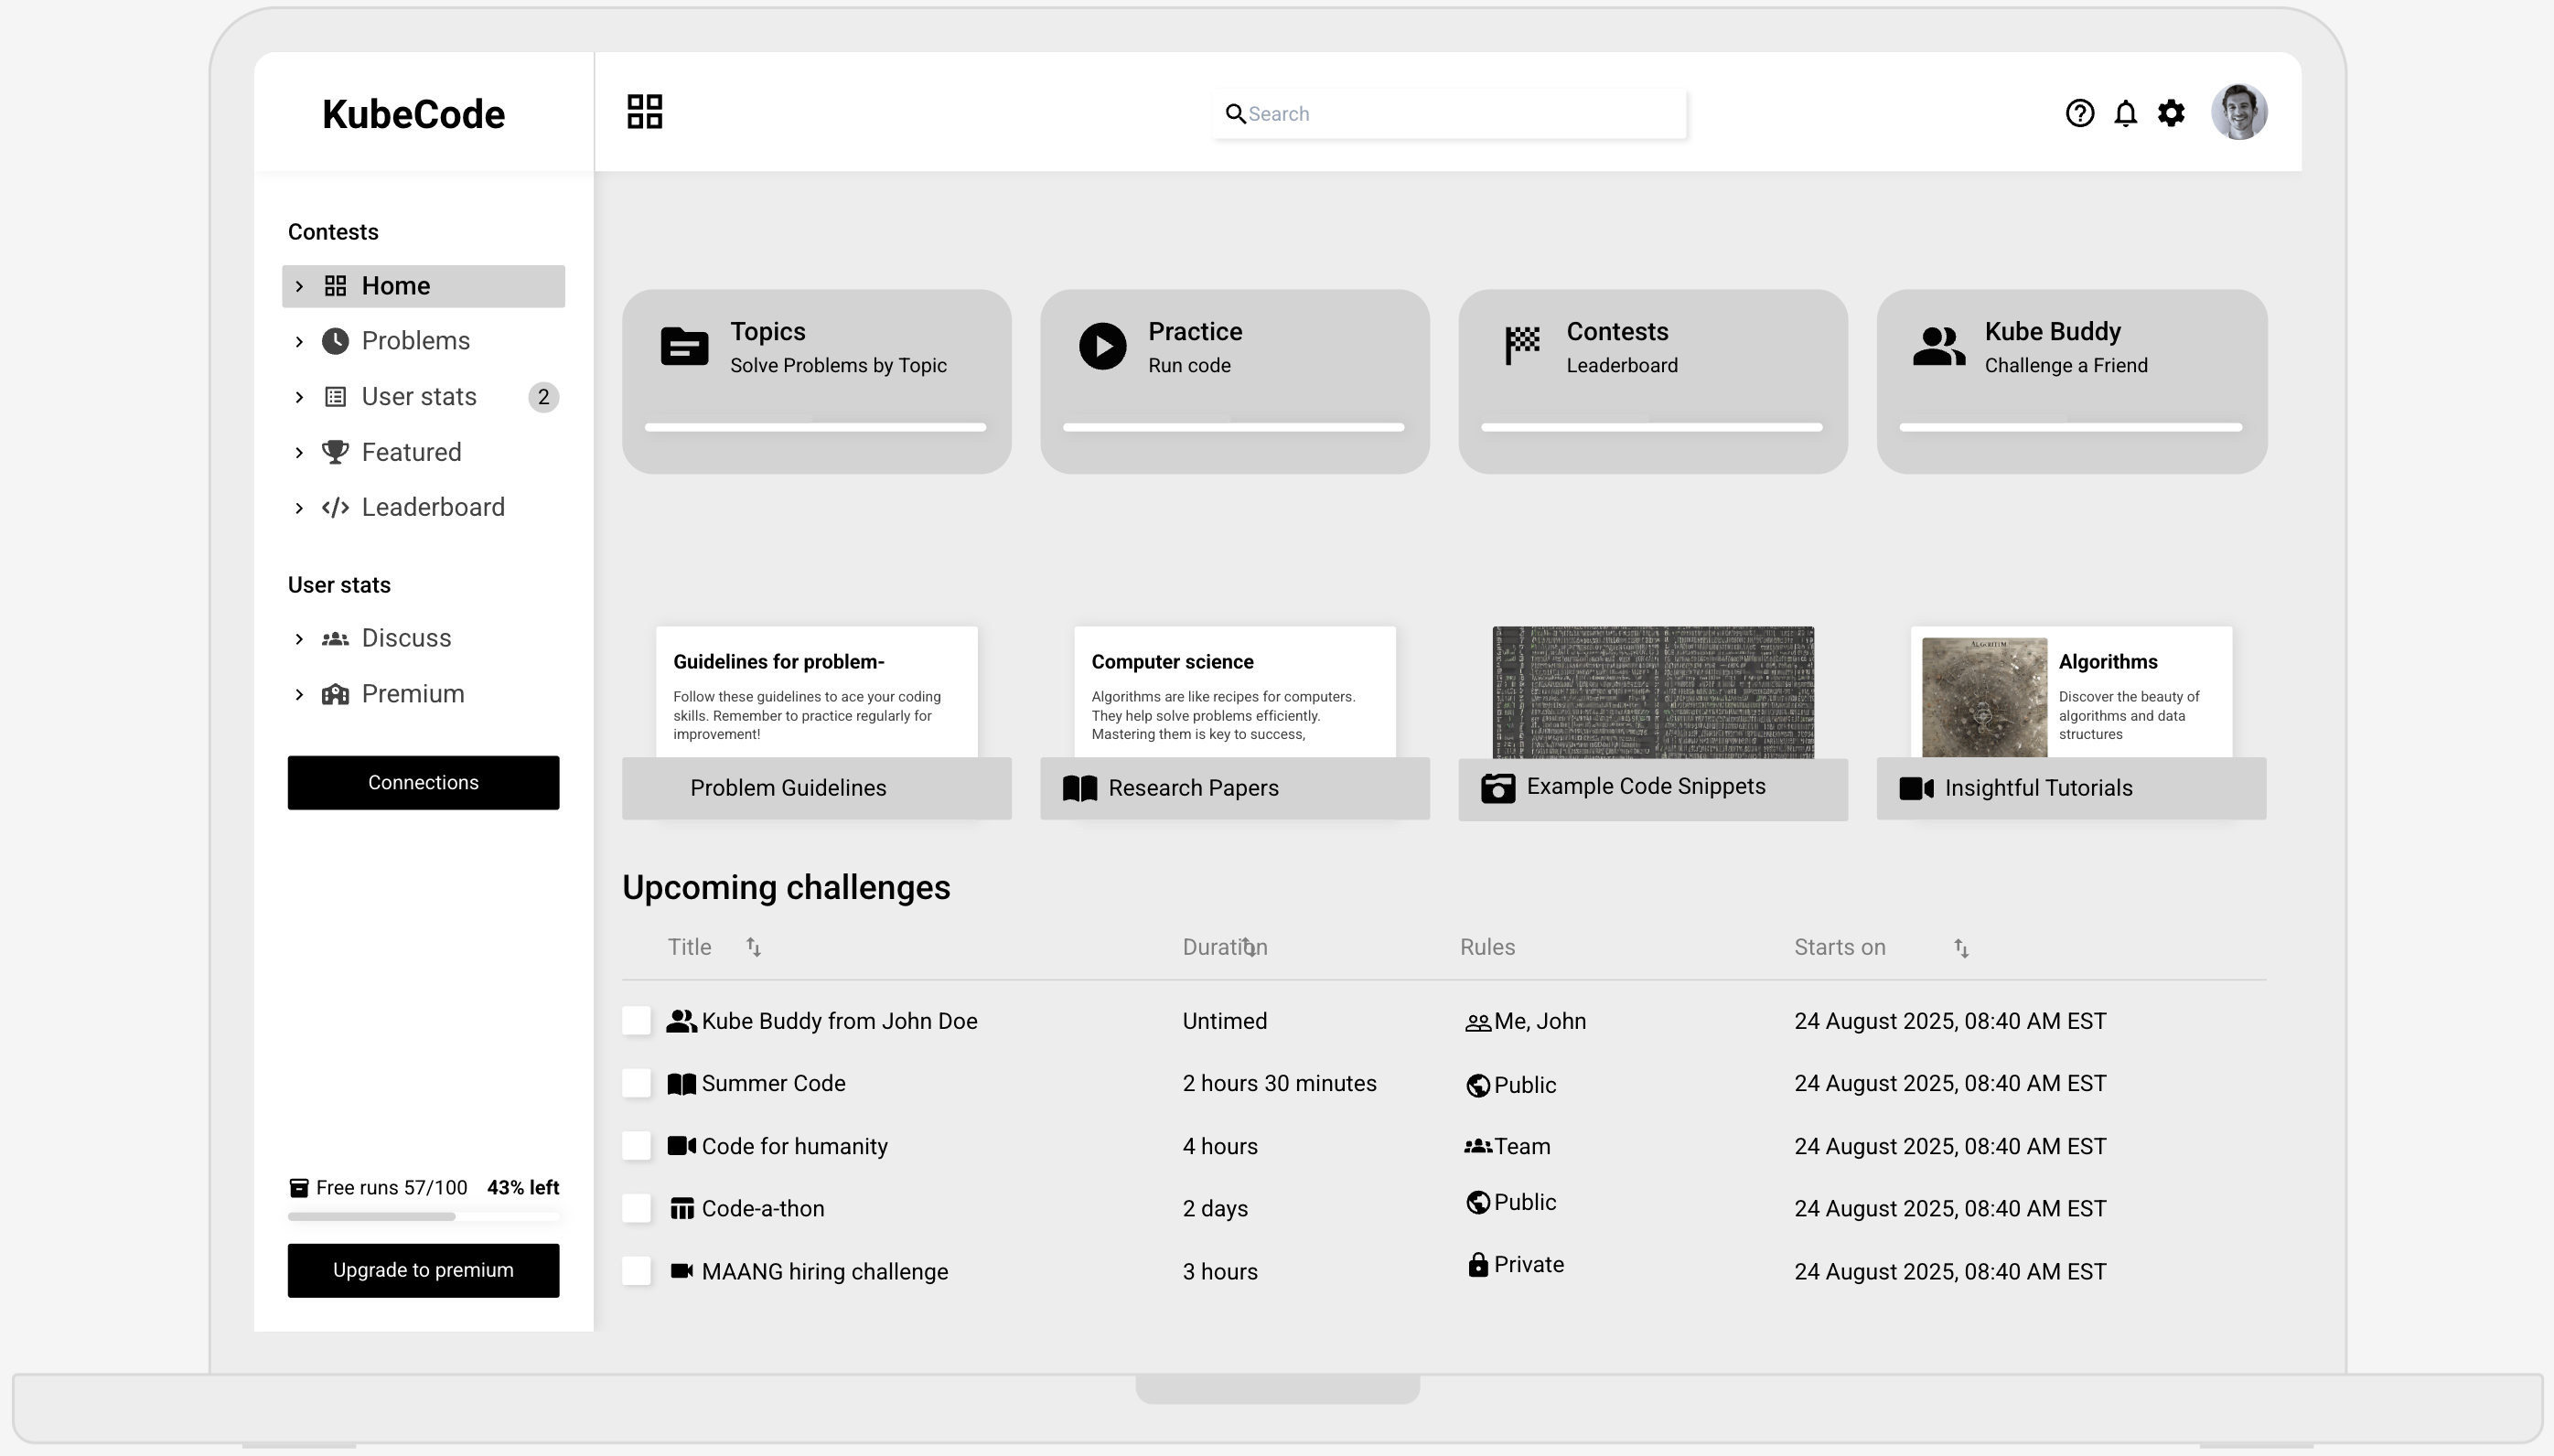 KubeCode
Search
Contests
Home
Problems
User stats 2
Featured
Leaderboard
User stats
Discuss
Premium
Connections
Free runs 57/100 43% left
Upgrade to premium
Topics
Solve Problems by Topic
Practice
Run code
Contests
Leaderboard
Kube Buddy
Challenge a Friend
Guidelines for problem-
Follow these guidelines to ace your coding
skills. Remember to practice regularly for
improvement!
Problem Guidelines
Computer science
Algorithms are like recipes for computers.
They help solve problems efficiently.
Mastering them is key to success,
Research Papers
Example Code Snippets
Algorithms
Discover the beauty of
algorithms and data
structures
Insightful Tutorials
Upcoming challenges
Title Duration Rules Starts on
Kube Buddy from John Doe Untimed Me, John 24 August 2025, 08:40 AM EST
Summer Code 2 hours 30 minutes Public 24 August 2025, 08:40 AM EST
Code for humanity 4 hours Team 24 August 2025, 08:40 AM EST
Code-a-thon 2 days Public 24 August 2025, 08:40 AM EST
MAANG hiring challenge 3 hours Private 24 August 2025, 08:40 AM EST